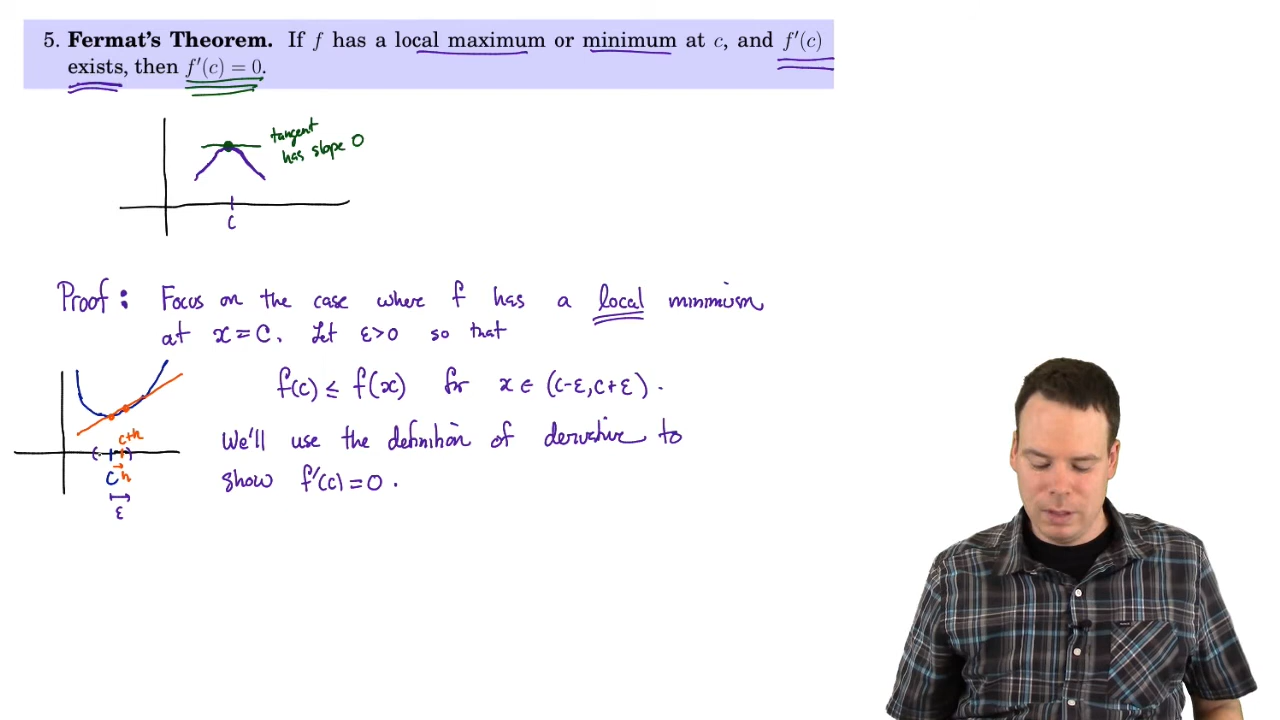 5. Fermat's Theorem. If f has a local maximum or minimum at c, and f′(c)
exists, then f′(c) = 0.
tangent
has slope 0
c
Proof: Focus on the case where f has a local minimum
at x = c. Let ε>0 so that
f(c) ≤ f(x) for x ∈ (c-ε, c+ε).
We'll use the definition of derivative to
show f′(c) = 0.
c+h
c h
ε